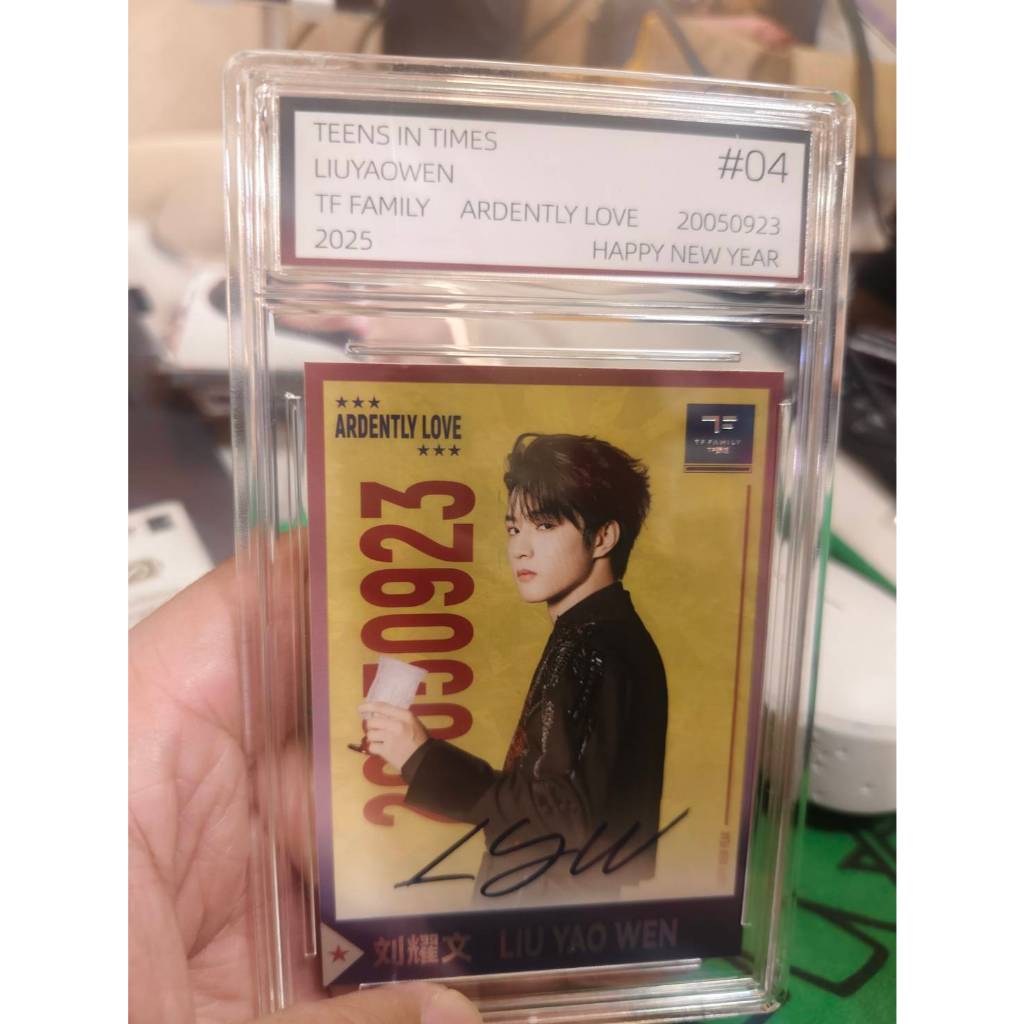 TEENS IN TIMES
LIUYAOWEN
#04
TF FAMILY ARDENTLY LOVE 20050923
2025 HAPPY NEW YEAR
ARDENTLY LOVE
TF FAMILY
20050923
LYW
刘耀文 LIU YAO WEN